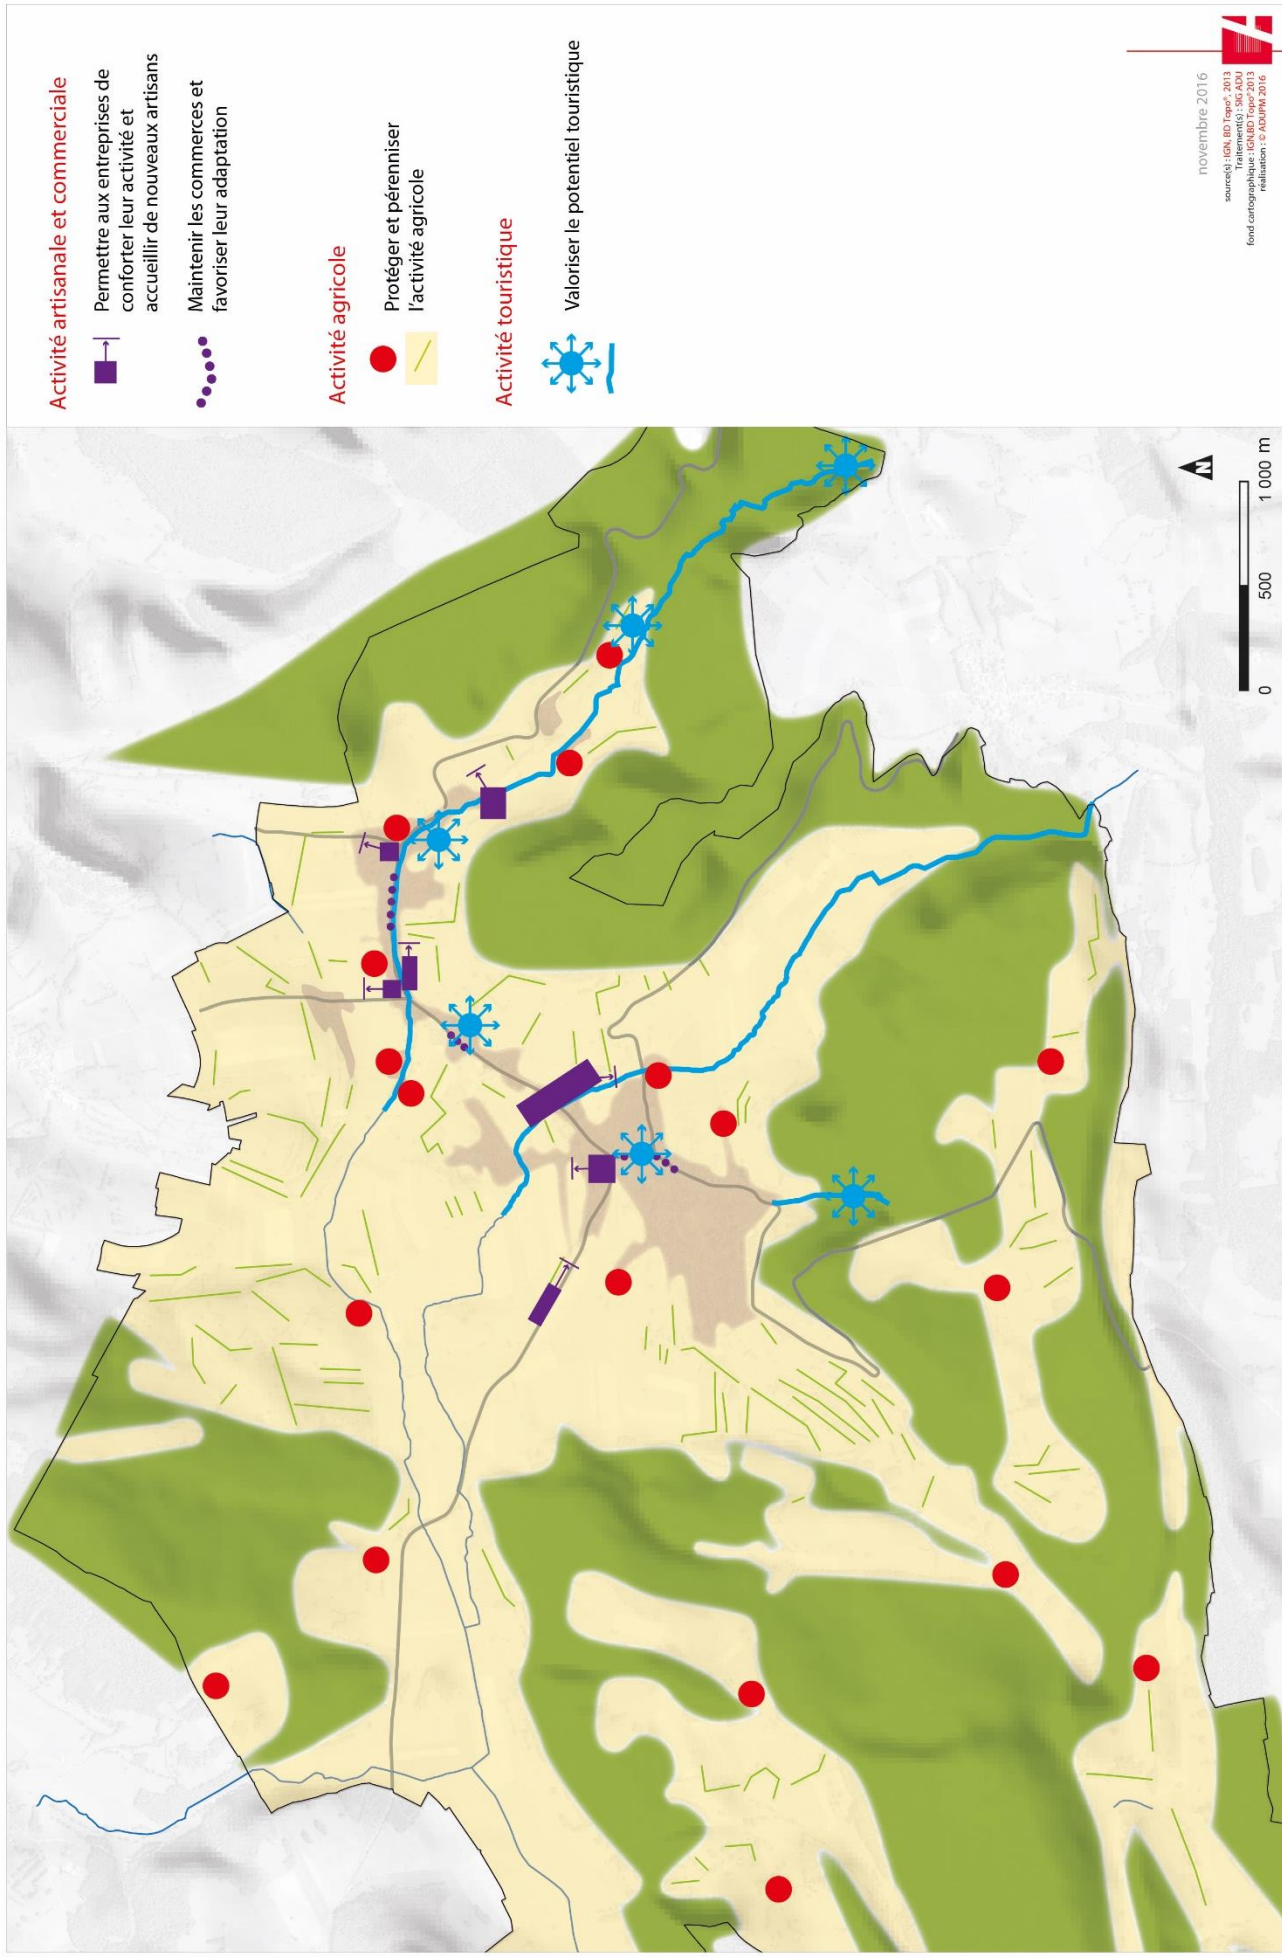 Activité artisanale et commerciale
Permettre aux entreprises de
conforter leur activité et
accueillir de nouveaux artisans
Maintenir les commerces et
favoriser leur adaptation
Activité agricole
Protéger et pérenniser
l'activité agricole
Activité touristique
Valoriser le potentiel touristique
N
0 500 1 000 m
novembre 2016
source(s) : IGN, BD Topo®, 2013
Traitement(s) : SIG ADU
fond cartographique : IGN,BD Topo®2013
réalisation : © ADUPM 2016